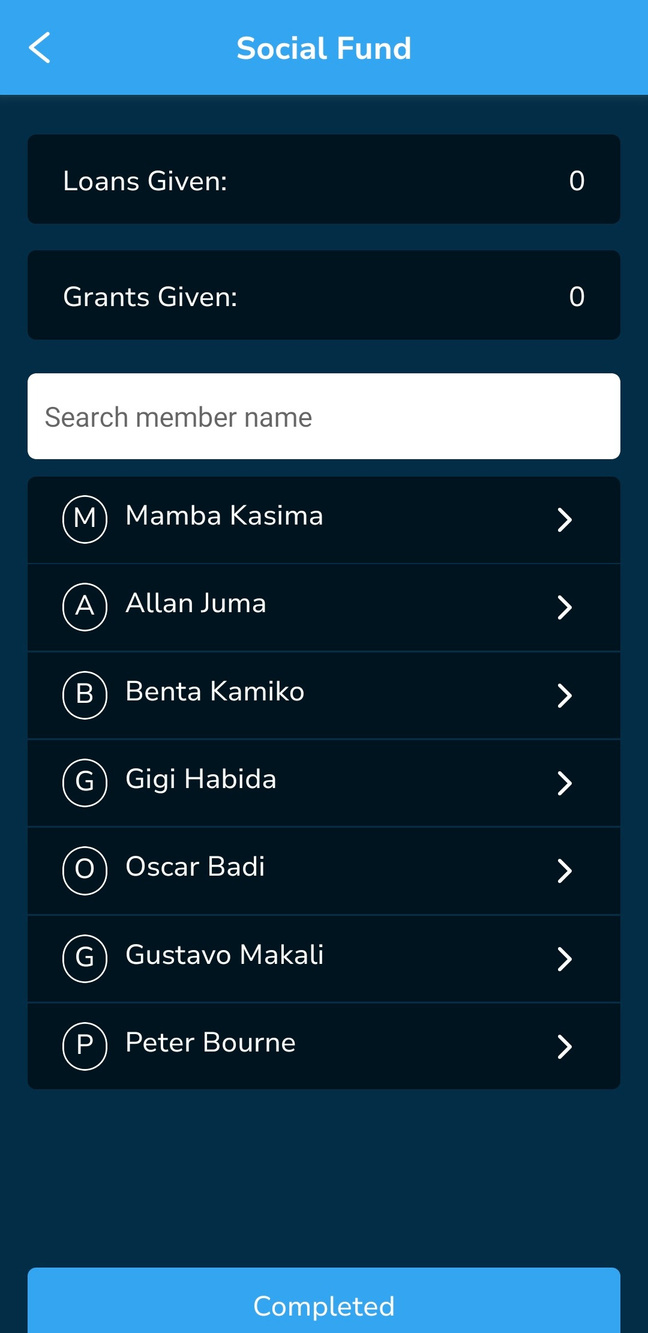 Social Fund
Loans Given: 0
Grants Given: 0
Search member name
M Mamba Kasima
A Allan Juma
B Benta Kamiko
G Gigi Habida
O Oscar Badi
G Gustavo Makali
P Peter Bourne
Completed